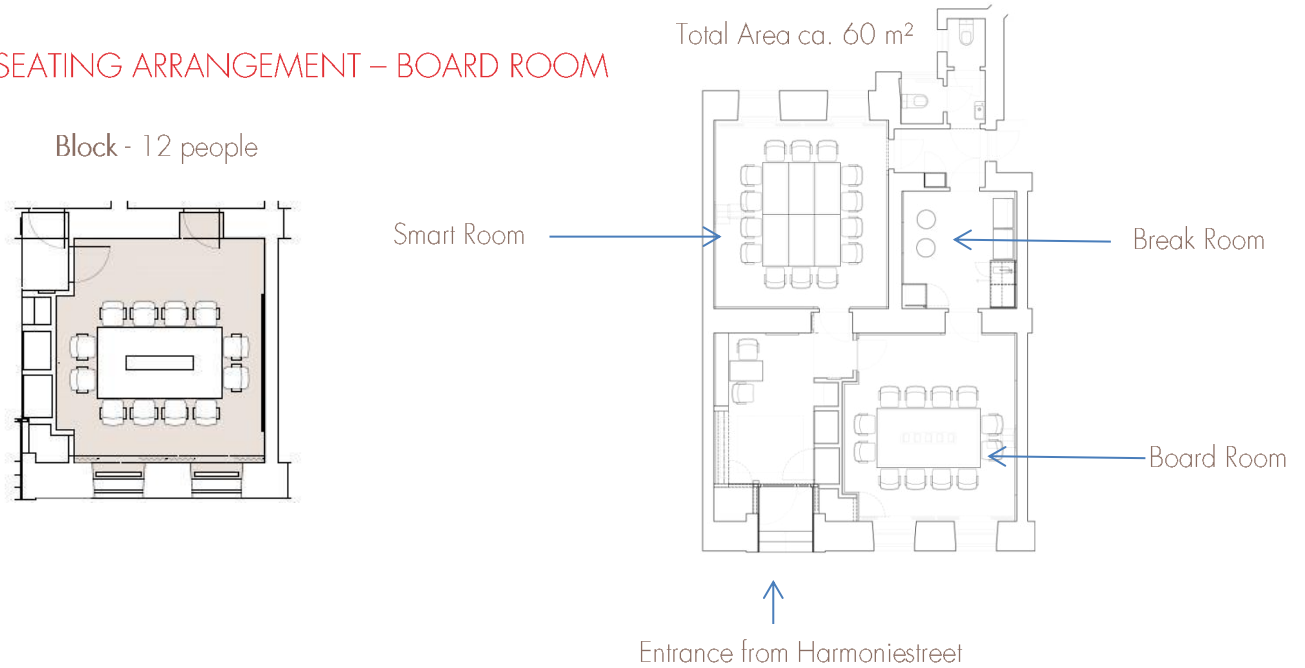 SEATING ARRANGEMENT – BOARD ROOM
Block - 12 people
Total Area ca. 60 m²
Smart Room
Break Room
Board Room
Entrance from Harmoniestreet